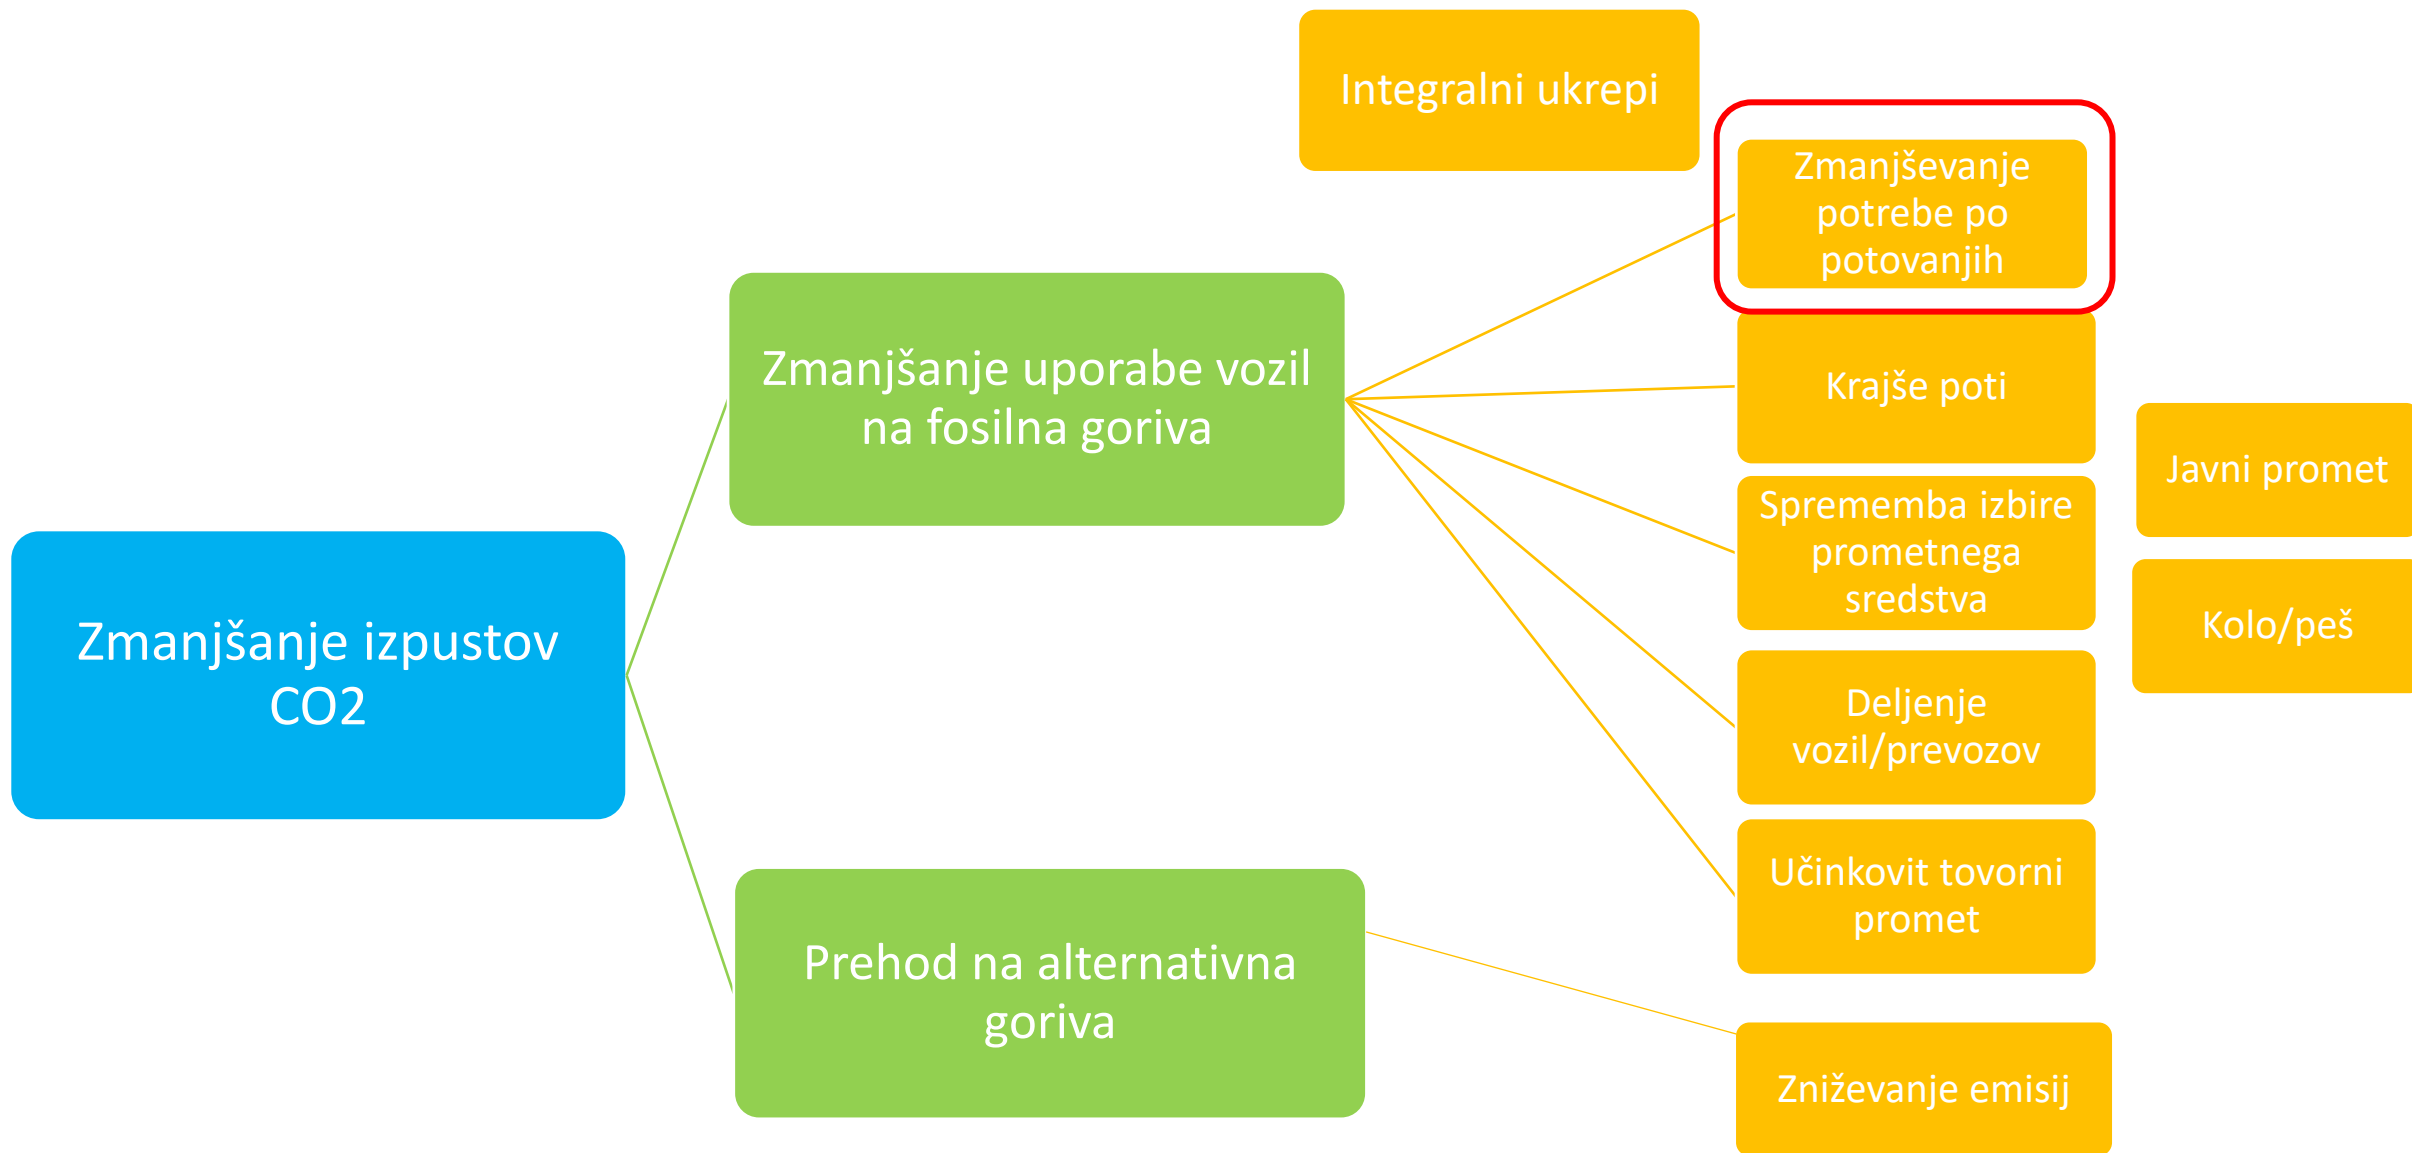 Integralni ukrepi
Zmanjševanje
potrebe po
potovanjih
Zmanjšanje uporabe vozil
na fosilna goriva
Krajše poti
Javni promet
Sprememba izbire
prometnega
sredstva
Kolo/peš
Zmanjšanje izpustov
CO2
Deljenje
vozil/prevozov
Učinkovit tovorni
promet
Prehod na alternativna
goriva
Zniževanje emisij